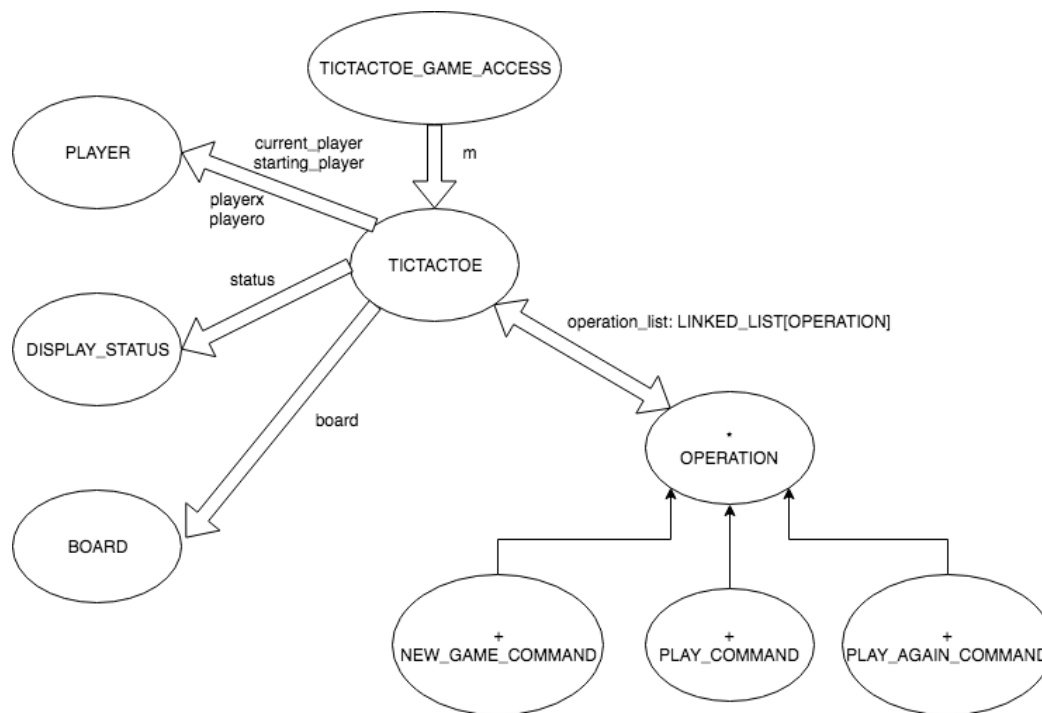 TICTACTOE_GAME_ACCESS
PLAYER
current_player
starting_player
m
playerx
playero
TICTACTOE
status
operation_list: LINKED_LIST[OPERATION]
DISPLAY_STATUS
board
*
OPERATION
BOARD
+
NEW_GAME_COMMAND
+
PLAY_COMMAND
+
PLAY_AGAIN_COMMAND